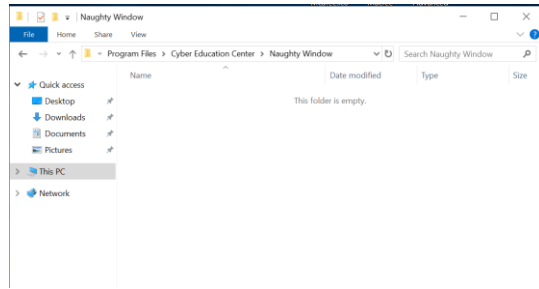 Naughty Window
File Home Share View
Program Files > Cyber Education Center > Naughty Window
Search Naughty Window
Name Date modified Type Size
This folder is empty.
Quick access
Desktop
Downloads
Documents
Pictures
This PC
Network